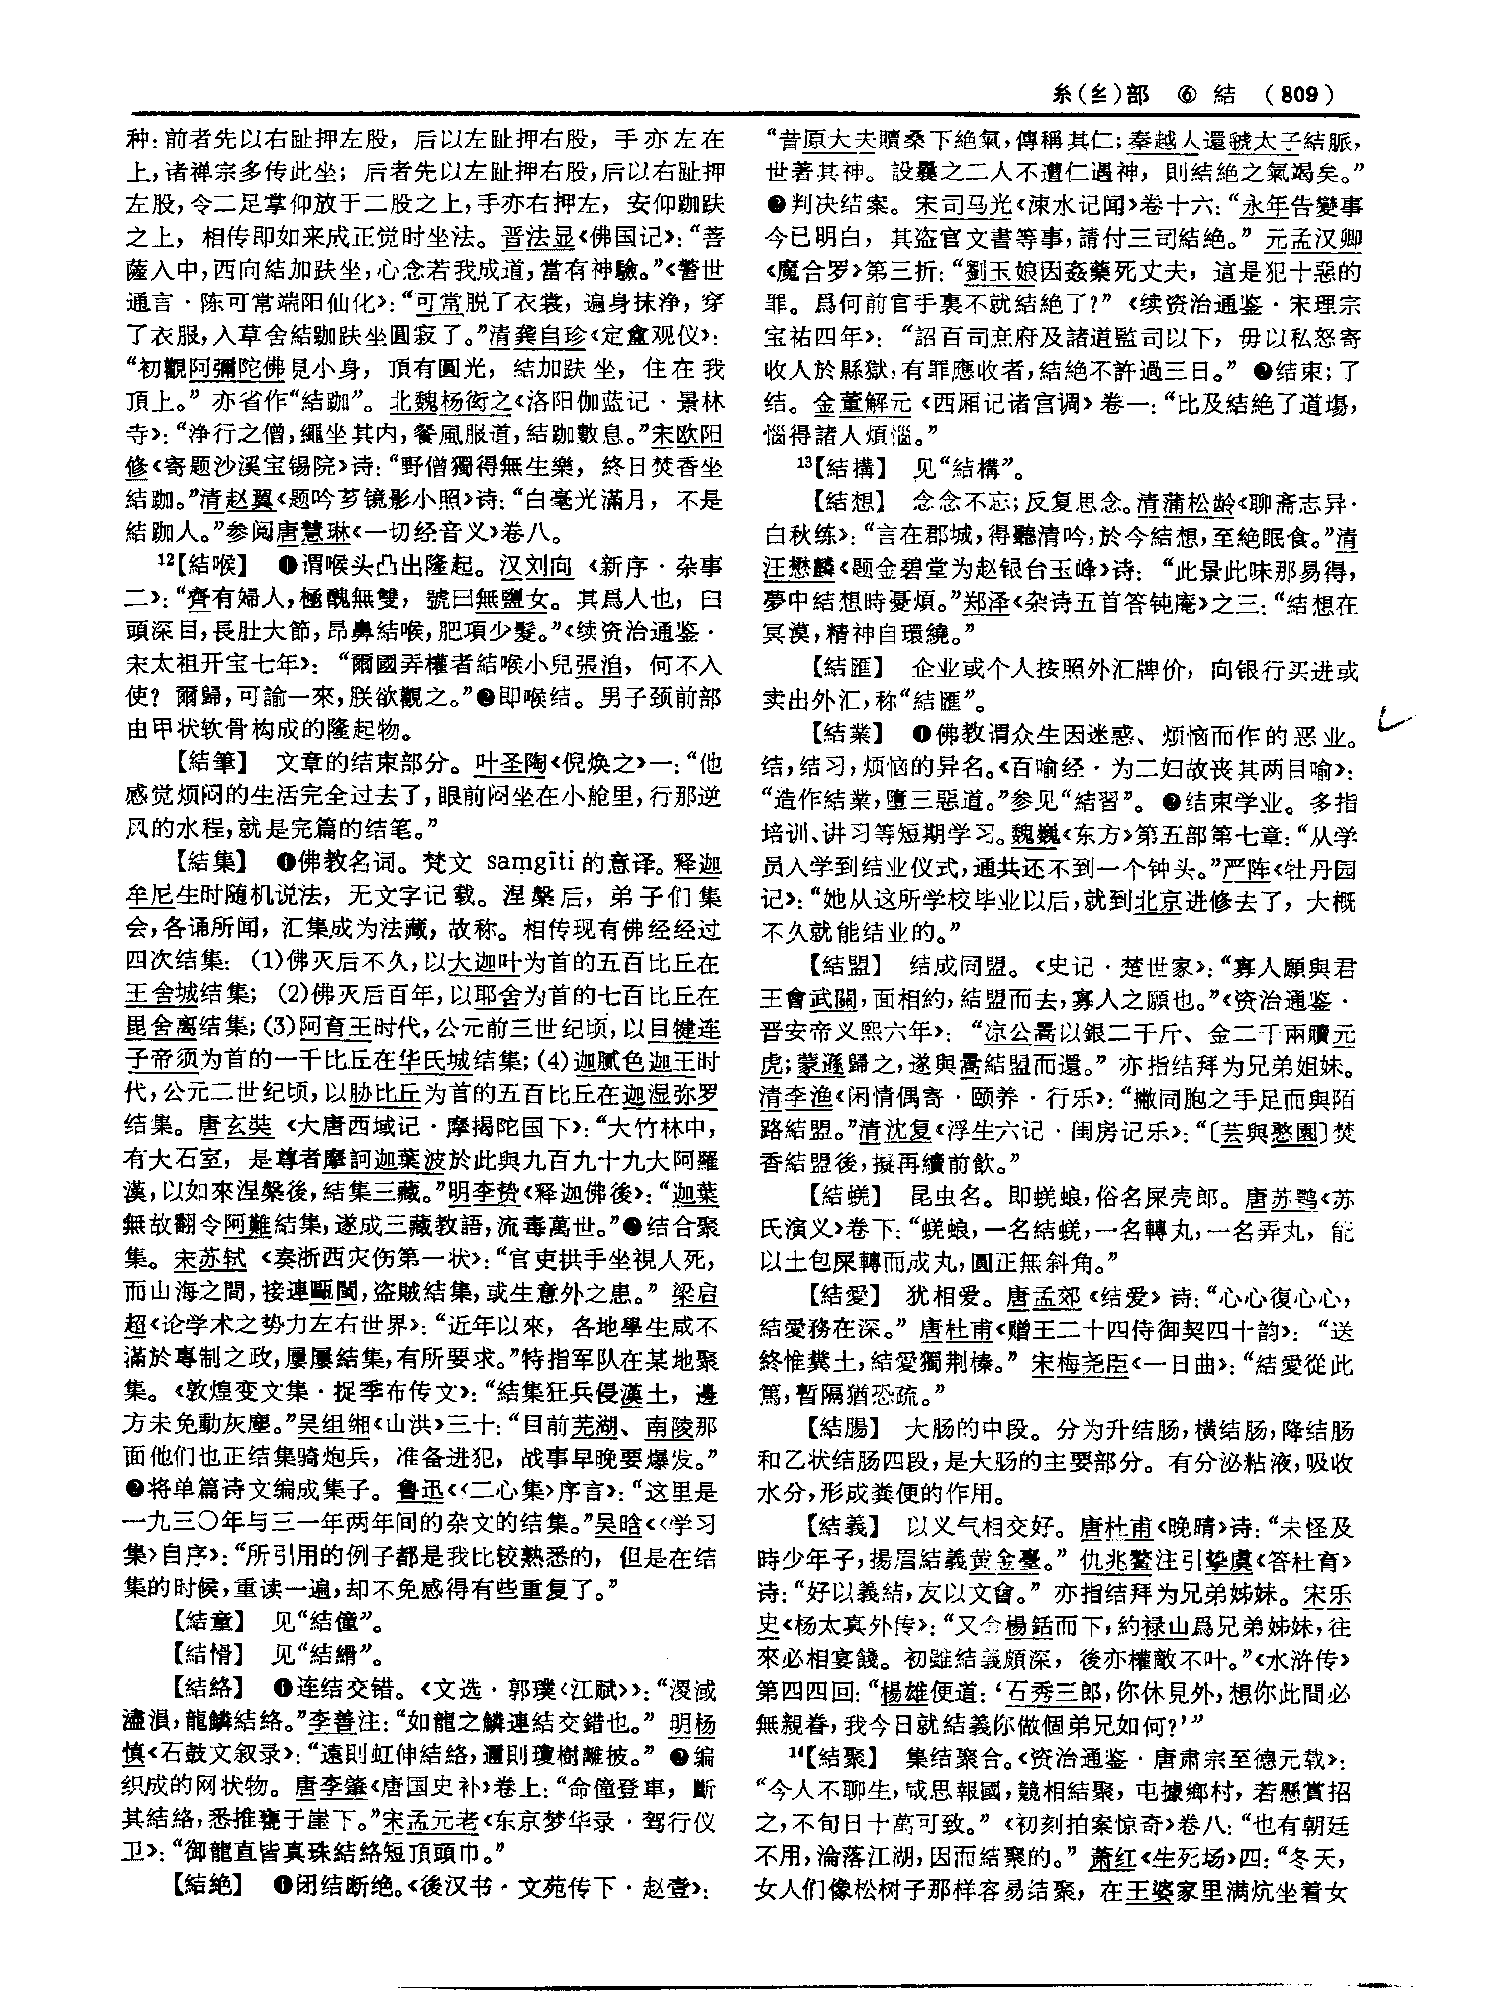 糸(纟)部 ⑥ 結 (809)
种：前者先以右趾押左股，后以左趾押右股，手亦左在
上，诸禅宗多传此坐；后者先以左趾押右股，后以右趾押
左股，令二足掌仰放于二股之上，手亦右押左，安仰跏趺
之上，相传即如来成正觉时坐法。晋法显《佛国记》：“菩
薩入中，西向結加趺坐，心念若我成道，當有神驗。”《警世
通言·陈可常端阳仙化》：“可常脱了衣裳，遍身抹净，穿
了衣服，入草舍結跏趺坐圓寂了。”清龚自珍《定盦观仪》：
“初觀阿彌陀佛見小身，頂有圓光，結加趺坐，住在我
頂上。”亦省作“結跏”。北魏杨衒之《洛阳伽蓝记·景林
寺》：“净行之僧，繩坐其内，餐風服道，結跏數息。”宋欧阳
修《寄题沙溪宝锡院》诗：“野僧獨得無生樂，終日焚香坐
結跏。”清赵翼《题吟芗镜影小照》诗：“白毫光滿月，不是
結跏人。”参阅唐慧琳《一切经音义》卷八。
12【結喉】 ❶谓喉头凸出隆起。汉刘向《新序·杂事
二》：“齊有婦人，極醜無雙，號曰無鹽女。其爲人也，臼
頭深目，長肚大節，昂鼻結喉，肥項少髮。”《续资治通鉴·
宋太祖开宝七年》：“爾國弄權者結喉小兒張洎，何不入
使？爾歸，可諭一來，朕欲觀之。”❷即喉结。男子颈前部
由甲状软骨构成的隆起物。
【結筆】 文章的结束部分。叶圣陶《倪焕之》一：“他
感觉烦闷的生活完全过去了，眼前闷坐在小舱里，行那逆
风的水程，就是完篇的结笔。”
【結集】 ❶佛教名词。梵文 saṃgīti 的意译。释迦
牟尼生时随机说法，无文字记载。涅槃后，弟子们集
会，各诵所闻，汇集成为法藏，故称。相传现有佛经经过
四次结集：(1)佛灭后不久，以大迦叶为首的五百比丘在
王舍城结集；(2)佛灭后百年，以耶舍为首的七百比丘在
毘舍离结集；(3)阿育王时代，公元前三世纪顷，以目犍连
子帝须为首的一千比丘在华氏城结集；(4)迦腻色迦王时
代，公元二世纪顷，以胁比丘为首的五百比丘在迦湿弥罗
结集。唐玄奘《大唐西域记·摩揭陀国下》：“大竹林中，
有大石室，是尊者摩訶迦葉波於此與九百九十九大阿羅
漢，以如來涅槃後，結集三藏。”明李贽《释迦佛後》：“迦葉
無故翻令阿難結集，遂成三藏教語，流毒萬世。”❷结合聚
集。宋苏轼《奏浙西灾伤第一状》：“官吏拱手坐視人死，
而山海之間，接連甌閩，盗賊結集，或生意外之患。”梁启
超《论学术之势力左右世界》：“近年以來，各地學生咸不
滿於專制之政，屢屢結集，有所要求。”特指军队在某地聚
集。《敦煌变文集·捉季布传文》：“結集狂兵侵漢土，邊
方未免動灰塵。”吴组缃《山洪》三十：“目前芜湖、南陵那
面他们也正结集骑炮兵，准备进犯，战事早晚要爆发。”
❸将单篇诗文编成集子。鲁迅《〈二心集〉序言》：“这里是
一九三〇年与三一年两年间的杂文的结集。”吴晗《〈学习
集〉自序》：“所引用的例子都是我比较熟悉的，但是在结
集的时候，重读一遍，却不免感得有些重复了。”
【結童】 见“結僮”。
【結愲】 见“結縎”。
【結絡】 ❶连结交错。《文选·郭璞〈江赋〉》：“漫淢
濜溳，龍鱗結絡。”李善注：“如龍之鱗連結交錯也。”明杨
慎《石鼓文叙录》：“遠則虹伸結絡，邇則瓊樹離披。”❷编
织成的网状物。唐李肇《唐国史补》卷上：“命僮登車，斷
其結絡，悉推甕于崖下。”宋孟元老《东京梦华录·驾行仪
卫》：“御龍直皆真珠結絡短頂頭巾。”
【結絶】 ❶闭结断绝。《後汉书·文苑传下·赵壹》：
“昔原大夫贖桑下絶氣，傳稱其仁；秦越人還虢太子結脈，
世著其神。設曩之二人不遭仁遇神，則結絶之氣竭矣。”
❷判决结案。宋司马光《涑水记闻》卷十六：“永年告變事
今已明白，其盗官文書等事，請付三司結絶。”元孟汉卿
《魔合罗》第三折：“劉玉娘因姦藥死丈夫，這是犯十惡的
罪。爲何前官手裏不就結絶了？”《续资治通鉴·宋理宗
宝祐四年》：“詔百司庶府及諸道監司以下，毋以私怒寄
收人於縣獄，有罪應收者，結絶不許過三日。”❸结束；了
结。金董解元《西厢记诸宫调》卷一：“比及結絶了道場，
惱得諸人煩惱。”
13【結搆】 见“結構”。
【結想】 念念不忘；反复思念。清蒲松龄《聊斋志异·
白秋练》：“言在郡城，得聽清吟，於今結想，至絶眠食。”清
汪懋麟《题金碧堂为赵银台玉峰》诗：“此景此味那易得，
夢中結想時憂煩。”郑泽《杂诗五首答钝庵》之三：“結想在
冥漠，精神自環繞。”
【結匯】 企业或个人按照外汇牌价，向银行买进或
卖出外汇，称“結匯”。
【結業】 ❶佛教谓众生因迷惑、烦恼而作的恶业。
结，结习，烦恼的异名。《百喻经·为二妇故丧其两目喻》：
“造作結業，墮三惡道。”参见“結習”。❷结束学业。多指
培训、讲习等短期学习。魏巍《东方》第五部第七章：“从学
员入学到结业仪式，通共还不到一个钟头。”严阵《牡丹园
记》：“她从这所学校毕业以后，就到北京进修去了，大概
不久就能结业的。”
【結盟】 结成同盟。《史记·楚世家》：“寡人願與君
王會武關，面相約，結盟而去，寡人之願也。”《资治通鉴·
晋安帝义熙六年》：“凉公暠以銀二千斤、金二千兩贖元
虎；蒙遜歸之，遂與暠結盟而還。”亦指结拜为兄弟姐妹。
清李渔《闲情偶寄·颐养·行乐》：“撇同胞之手足而與陌
路結盟。”清沈复《浮生六记·闺房记乐》：“〔芸與憨園〕焚
香結盟後，擬再續前飲。”
【結蜣】 昆虫名。即蜣蜋，俗名屎壳郎。唐苏鹗《苏
氏演义》卷下：“蜣蜋，一名結蜣，一名轉丸，一名弄丸，能
以土包屎轉而成丸，圓正無斜角。”
【結愛】 犹相爱。唐孟郊《结爱》诗：“心心復心心，
結愛務在深。”唐杜甫《赠王二十四侍御契四十韵》：“送
終惟糞土，結愛獨荆榛。”宋梅尧臣《一日曲》：“結愛從此
篤，暫隔猶恐疏。”
【結腸】 大肠的中段。分为升结肠，横结肠，降结肠
和乙状结肠四段，是大肠的主要部分。有分泌粘液，吸收
水分，形成粪便的作用。
【結義】 以义气相交好。唐杜甫《晚晴》诗：“未怪及
時少年子，揚眉結義黄金臺。”仇兆鳌注引摯虞《答杜育》
诗：“好以義結，友以文會。”亦指结拜为兄弟姊妹。宋乐
史《杨太真外传》：“又命楊銛而下，約禄山爲兄弟姊妹，往
來必相宴餞。初雖結義頗深，後亦權敵不叶。”《水浒传》
第四四回：“楊雄便道：‘石秀三郎，你休見外，想你此間必
無親眷，我今日就結義你做個弟兄如何？’”
14【結聚】 集结聚合。《资治通鉴·唐肃宗至德元载》：
“今人不聊生，咸思報國，競相結聚，屯據鄉村，若懸賞招
之，不旬日十萬可致。”《初刻拍案惊奇》卷八：“也有朝廷
不用，淪落江湖，因而結聚的。”萧红《生死场》四：“冬天，
女人们像松树子那样容易结聚，在王婆家里满炕坐着女